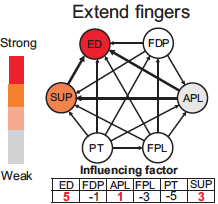 Extend fingers
Strong
ED
FDP
SUP
APL
PT
FPL
Weak
Influencing factor
ED FDP APL FPL PT SUP
5 -1 1 -3 -5 3